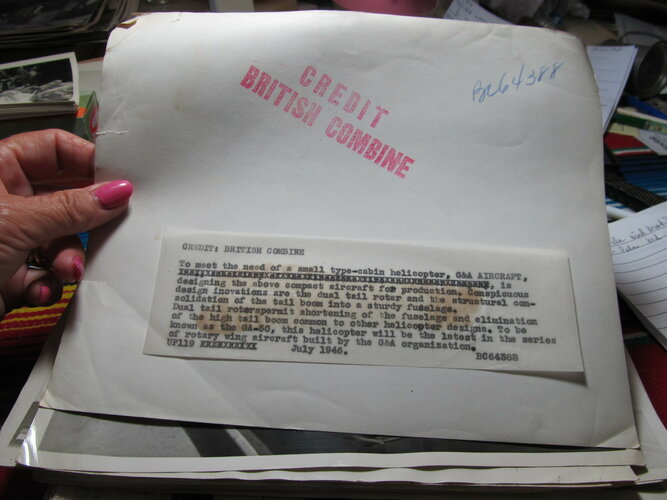 CREDIT
BRITISH COMBINE
BC64388
CREDIT: BRITISH COMBINE
To meet the need of a small type-cabin helicopter, G&A AIRCRAFT,
is
designing the above compact aircraft for production. Conspicuous
design inovations are the dual tail rotar and the structural con-
solidation of the tail boom into a sturdy fuselage.
Dual tail rotarspermit shortening of the fuselage and elimination
of the high tail boom common to other helicopter designs. To be
known as the GA-50, this helicopter will be the latest in the series
of rotary wing aircraft built by the G&A organization.
UP119 July 1946. BC64388